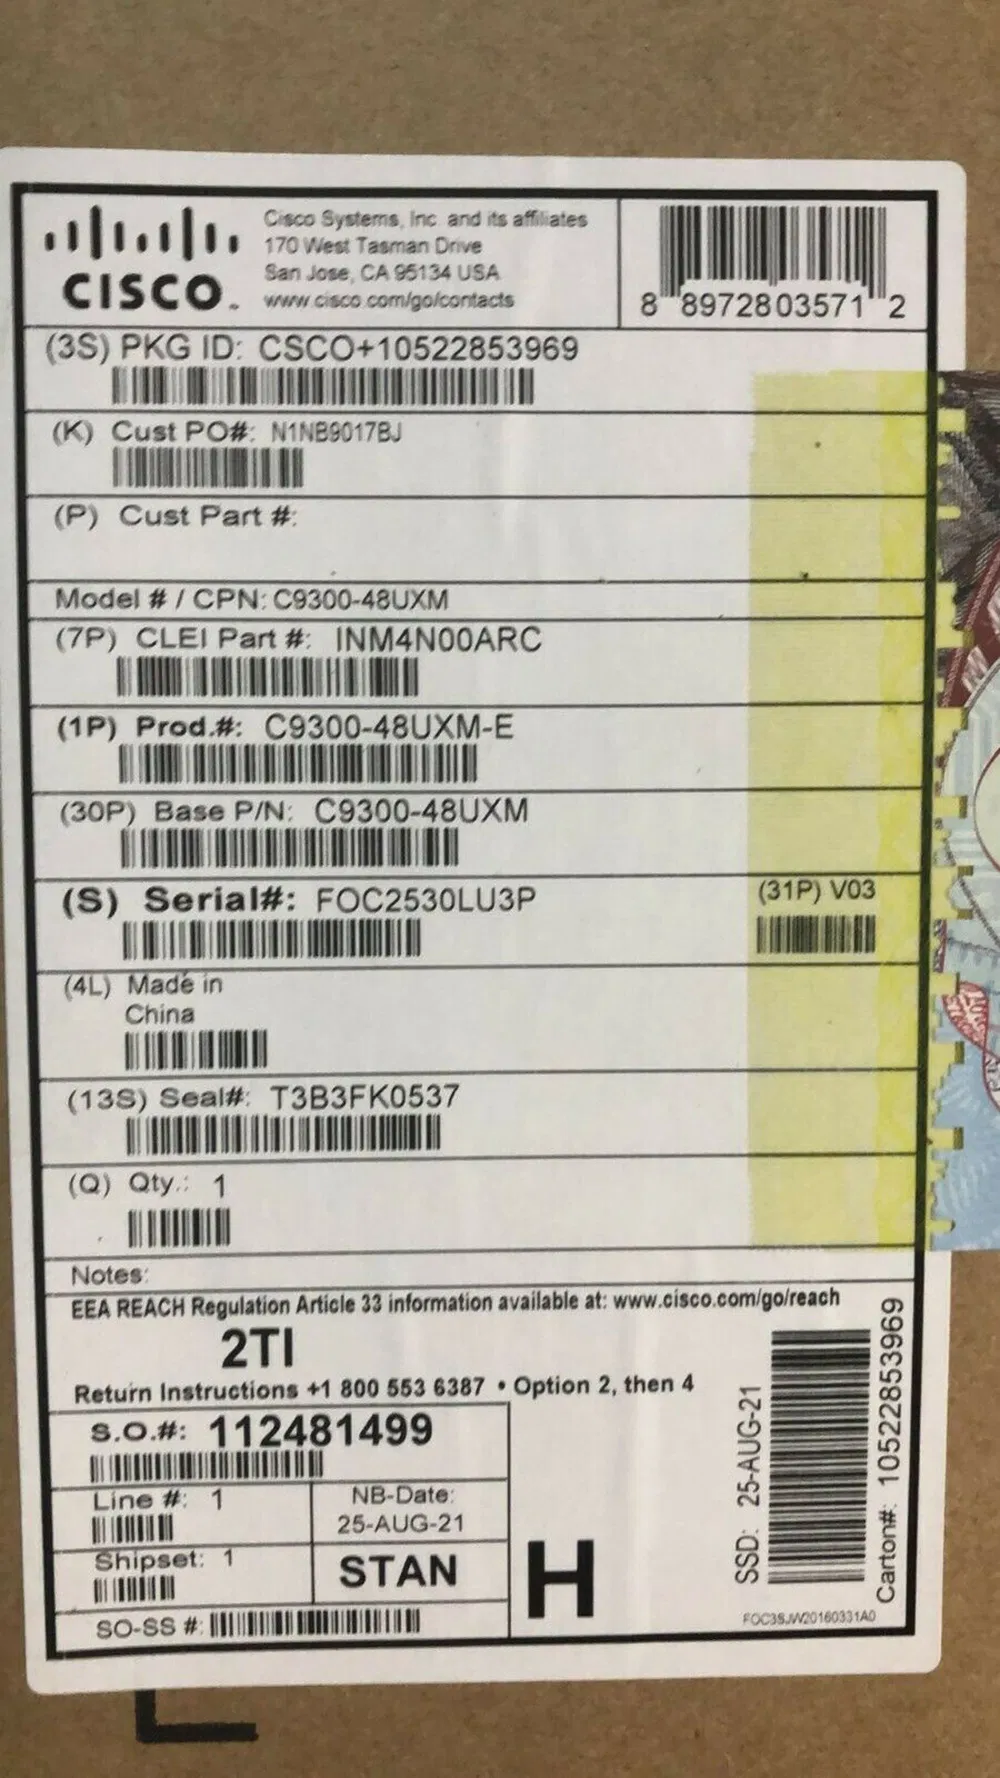 CISCO
Cisco Systems, Inc. and its affiliates
170 West Tasman Drive
San Jose, CA 95134 USA
www.cisco.com/go/contacts
8 8972803571 2
(3S) PKG ID: CSCO+10522853969
(K) Cust PO#: N1NB9017BJ
(P) Cust Part #:
Model # / CPN: C9300-48UXM
(7P) CLEI Part #: INM4N00ARC
(1P) Prod.#: C9300-48UXM-E
(30P) Base P/N: C9300-48UXM
(S) Serial#: FOC2530LU3P
(31P) V03
(4L) Made in
China
(13S) Seal#: T3B3FK0537
(Q) Qty.: 1
Notes:
EEA REACH Regulation Article 33 information available at: www.cisco.com/go/reach
2TI
Return Instructions +1 800 553 6387 • Option 2, then 4
S.O.#: 112481499
Line #: 1
NB-Date:
25-AUG-21
Shipset: 1
STAN
SO-SS #:
H
SSD: 25-AUG-21
Carton#: 10522853969
FOC3SJW20160331A0